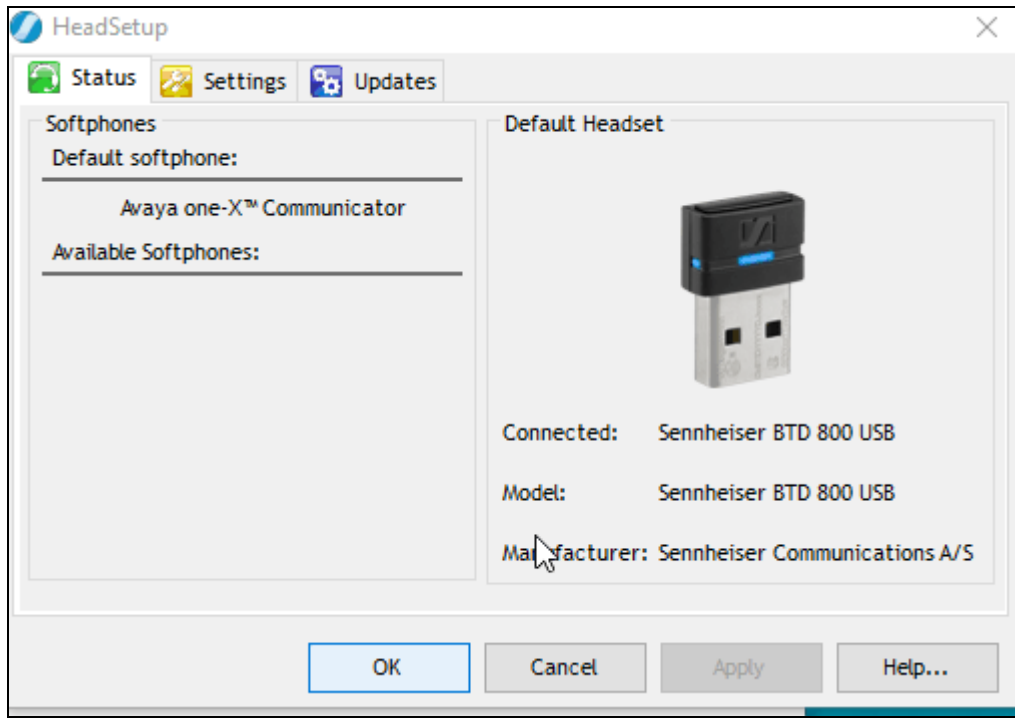 HeadSetup
Status Settings Updates
Softphones
Default softphone:
Avaya one-X™ Communicator
Available Softphones:
Default Headset
Connected: Sennheiser BTD 800 USB
Model: Sennheiser BTD 800 USB
Manufacturer: Sennheiser Communications A/S
OK Cancel Apply Help...